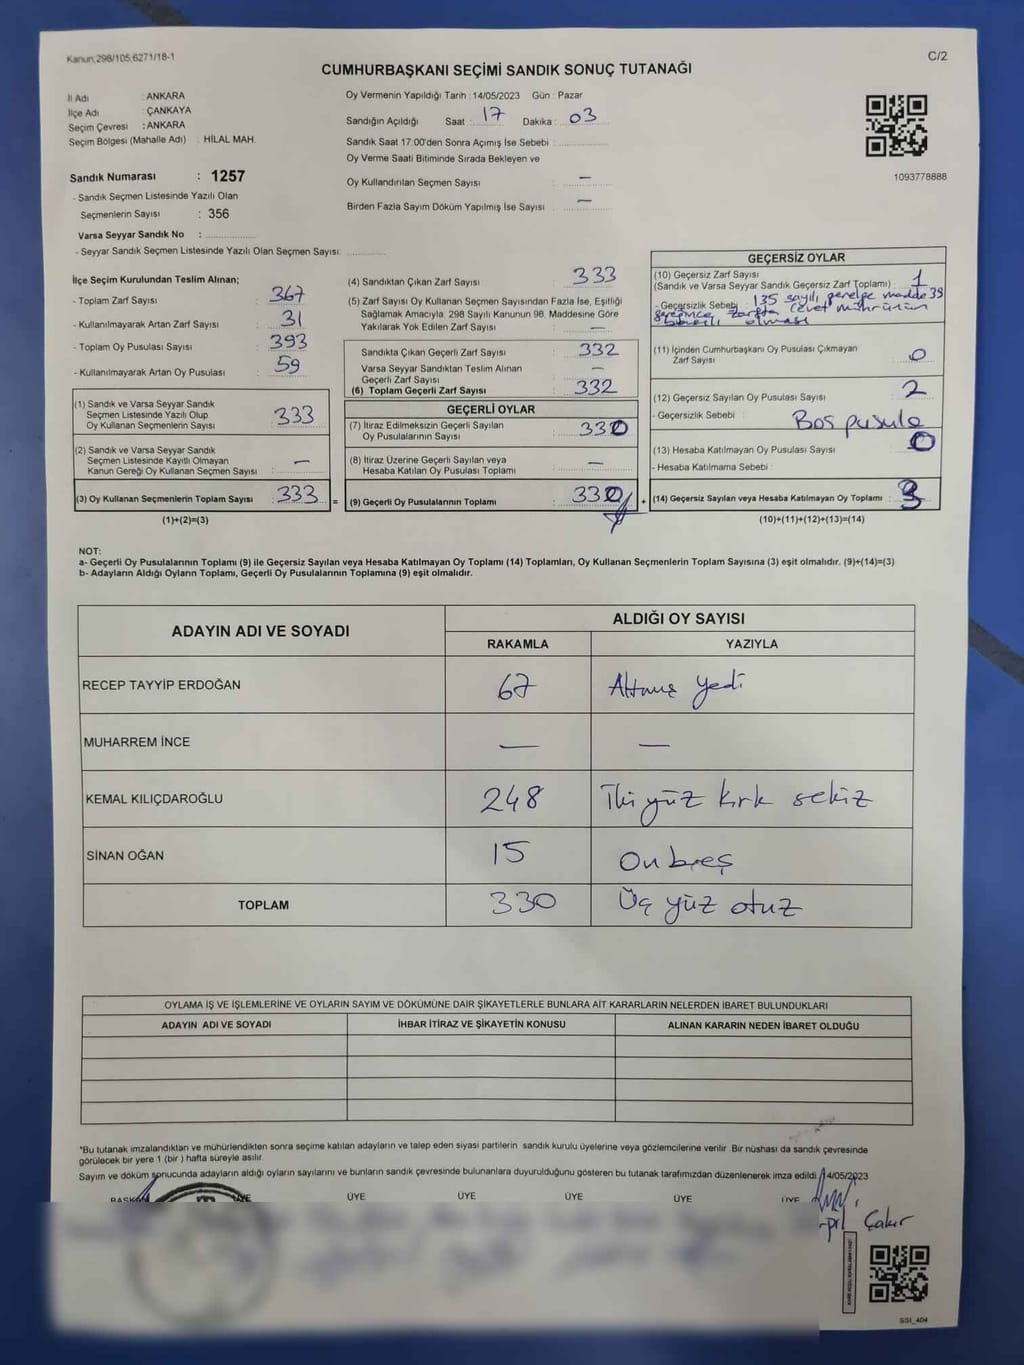 Kanun,298/105,6271/18-1
C/2
CUMHURBAŞKANI SEÇİMİ SANDIK SONUÇ TUTANAĞI
İl Adı : ANKARA
İlçe Adı : ÇANKAYA
Seçim Çevresi : ANKARA
Seçim Bölgesi (Mahalle Adı) : HİLAL MAH.
Sandık Numarası : 1257
- Sandık Seçmen Listesinde Yazılı Olan
Seçmenlerin Sayısı : 356
Varsa Seyyar Sandık No :
- Seyyar Sandık Seçmen Listesinde Yazılı Olan Seçmen Sayısı:
Oy Vermenin Yapıldığı Tarih : 14/05/2023 Gün : Pazar
Sandığın Açıldığı Saat : 17 Dakika : 03
Sandık Saat 17:00'den Sonra Açımış İse Sebebi :
Oy Verme Saati Bitiminde Sırada Bekleyen ve
Oy Kullandırılan Seçmen Sayısı : —
Birden Fazla Sayım Döküm Yapılmış İse Sayısı : —
1093778888
İlçe Seçim Kurulundan Teslim Alınan;
- Toplam Zarf Sayısı : 367
- Kullanılmayarak Artan Zarf Sayısı : 31
- Toplam Oy Pusulası Sayısı : 393
- Kullanılmayarak Artan Oy Pusulası : 59
(1) Sandık ve Varsa Seyyar Sandık
Seçmen Listesinde Yazılı Olup
Oy Kullanan Seçmenlerin Sayısı : 333
(2) Sandık ve Varsa Seyyar Sandık
Seçmen Listesinde Kayıtlı Olmayan
Kanun Gereği Oy Kullanan Seçmen Sayısı : —
(3) Oy Kullanan Seçmenlerin Toplam Sayısı : 333 =
(1)+(2)=(3)
(4) Sandıktan Çıkan Zarf Sayısı : 333
(5) Zarf Sayısı Oy Kullanan Seçmen Sayısından Fazla İse, Eşitliği
Sağlamak Amacıyla, 298 Sayılı Kanunun 98. Maddesine Göre
Yakılarak Yok Edilen Zarf Sayısı : —
Sandıkta Çıkan Geçerli Zarf Sayısı : 332
Varsa Seyyar Sandıktan Teslim Alınan
Geçerli Zarf Sayısı : —
(6) Toplam Geçerli Zarf Sayısı : 332
GEÇERLİ OYLAR
(7) İtiraz Edilmeksizin Geçerli Sayılan
Oy Pusulalarının Sayısı : 330
(8) İtiraz Üzerine Geçerli Sayılan veya
Hesaba Katılan Oy Pusulası Toplamı : —
(9) Geçerli Oy Pusulalarının Toplamı : 330 +
GEÇERSİZ OYLAR
(10) Geçersiz Zarf Sayısı
(Sandık ve Varsa Seyyar Sandık Geçersiz Zarf Toplamı) : 1
- Geçersizlik Sebebi : 135 sayılı genelge madde 39
gereğince zarfta evet mührünün
olması
(11) İçinden Cumhurbaşkanı Oy Pusulası Çıkmayan
Zarf Sayısı : 0
(12) Geçersiz Sayılan Oy Pusulası Sayısı : 2
- Geçersizlik Sebebi : Boş pusula
(13) Hesaba Katılmayan Oy Pusulası Sayısı : 0
- Hesaba Katılmama Sebebi :
(14) Geçersiz Sayılan veya Hesaba Katılmayan Oy Toplamı : 3
(10)+(11)+(12)+(13)=(14)
NOT:
a- Geçerli Oy Pusulalarının Toplamı (9) ile Geçersiz Sayılan veya Hesaba Katılmayan Oy Toplamı (14) Toplamları, Oy Kullanan Seçmenlerin Toplam Sayısına (3) eşit olmalıdır. (9)+(14)=(3)
b- Adayların Aldığı Oyların Toplamı, Geçerli Oy Pusulalarının Toplamına (9) eşit olmalıdır.
ADAYIN ADI VE SOYADI
ALDIĞI OY SAYISI
RAKAMLA YAZIYLA
RECEP TAYYİP ERDOĞAN 67 Altmış yedi
MUHARREM İNCE — —
KEMAL KILIÇDAROĞLU 248 İki yüz kırk sekiz
SİNAN OĞAN 15 On beş
TOPLAM 330 Üç yüz otuz
OYLAMA İŞ VE İŞLEMLERİNE VE OYLARIN SAYIM VE DÖKÜMÜNE DAİR ŞİKAYETLERLE BUNLARA AİT KARARLARIN NELERDEN İBARET BULUNDUKLARI
ADAYIN ADI VE SOYADI İHBAR İTİRAZ VE ŞİKAYETİN KONUSU ALINAN KARARIN NEDEN İBARET OLDUĞU
*Bu tutanak imzalandıktan ve mühürlendikten sonra seçime katılan adayların ve talep eden siyasi partilerin sandık kurulu üyelerine veya gözlemcilerine verilir. Bir nüshası da sandık çevresinde
görülecek bir yere 1 (bir ) hafta süreyle asılır.
Sayım ve döküm sonucunda adayların aldığı oyların sayılarını ve bunların sandık çevresinde bulunanlara duyurulduğunu gösteren bu tutanak tarafımızdan düzenlenerek imza edildi. 14/05/2023
BAŞKAN ÜYE ÜYE ÜYE ÜYE ÜYE ÜYE
Çakır
SSI_404